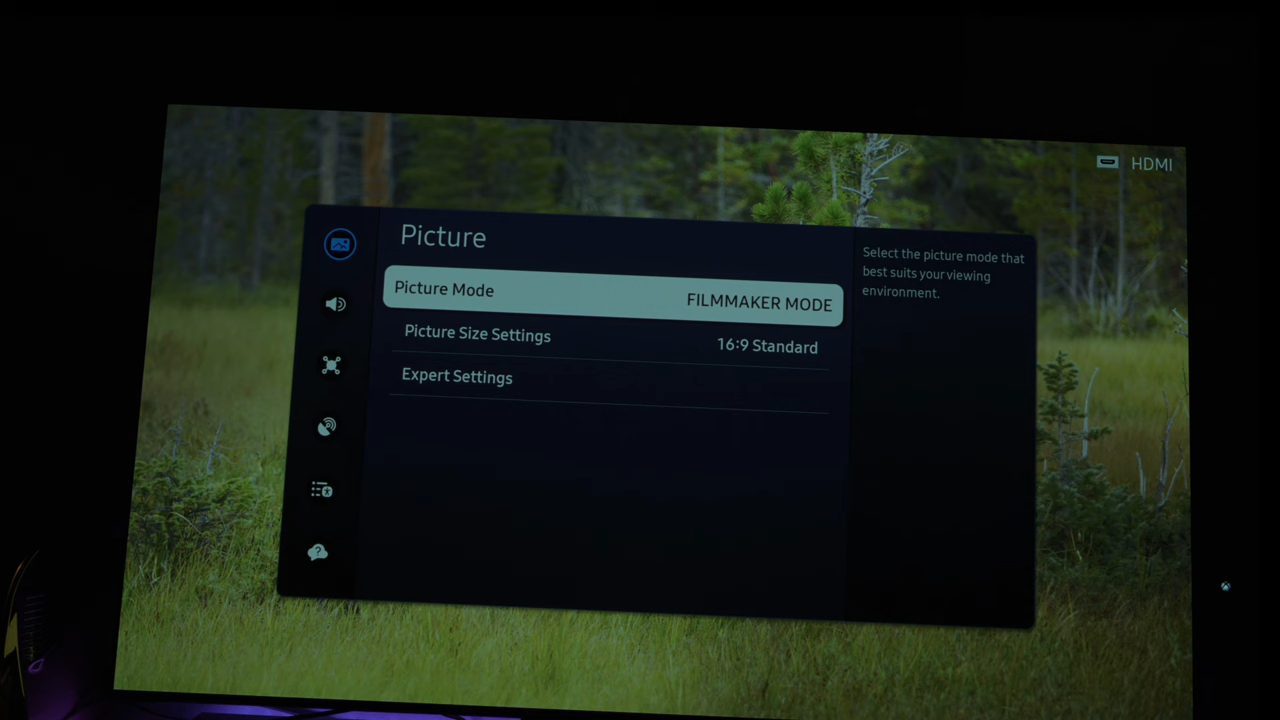 HDMI
Picture
Picture Mode FILMMAKER MODE
Picture Size Settings 16:9 Standard
Expert Settings
Select the picture mode that
best suits your viewing
environment.